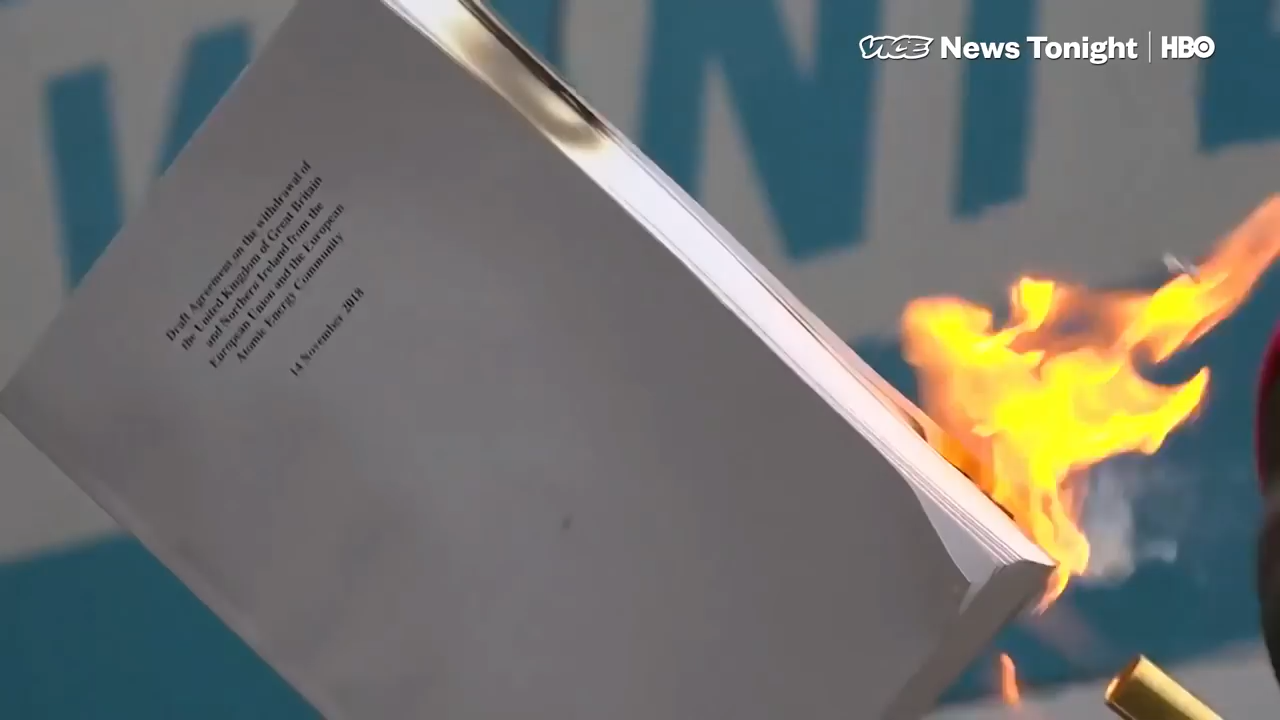 VICE News Tonight | HBO
Draft Agreement on the withdrawal of
the United Kingdom of Great Britain
and Northern Ireland from the
European Union and the European
Atomic Energy Community
14 November 2018